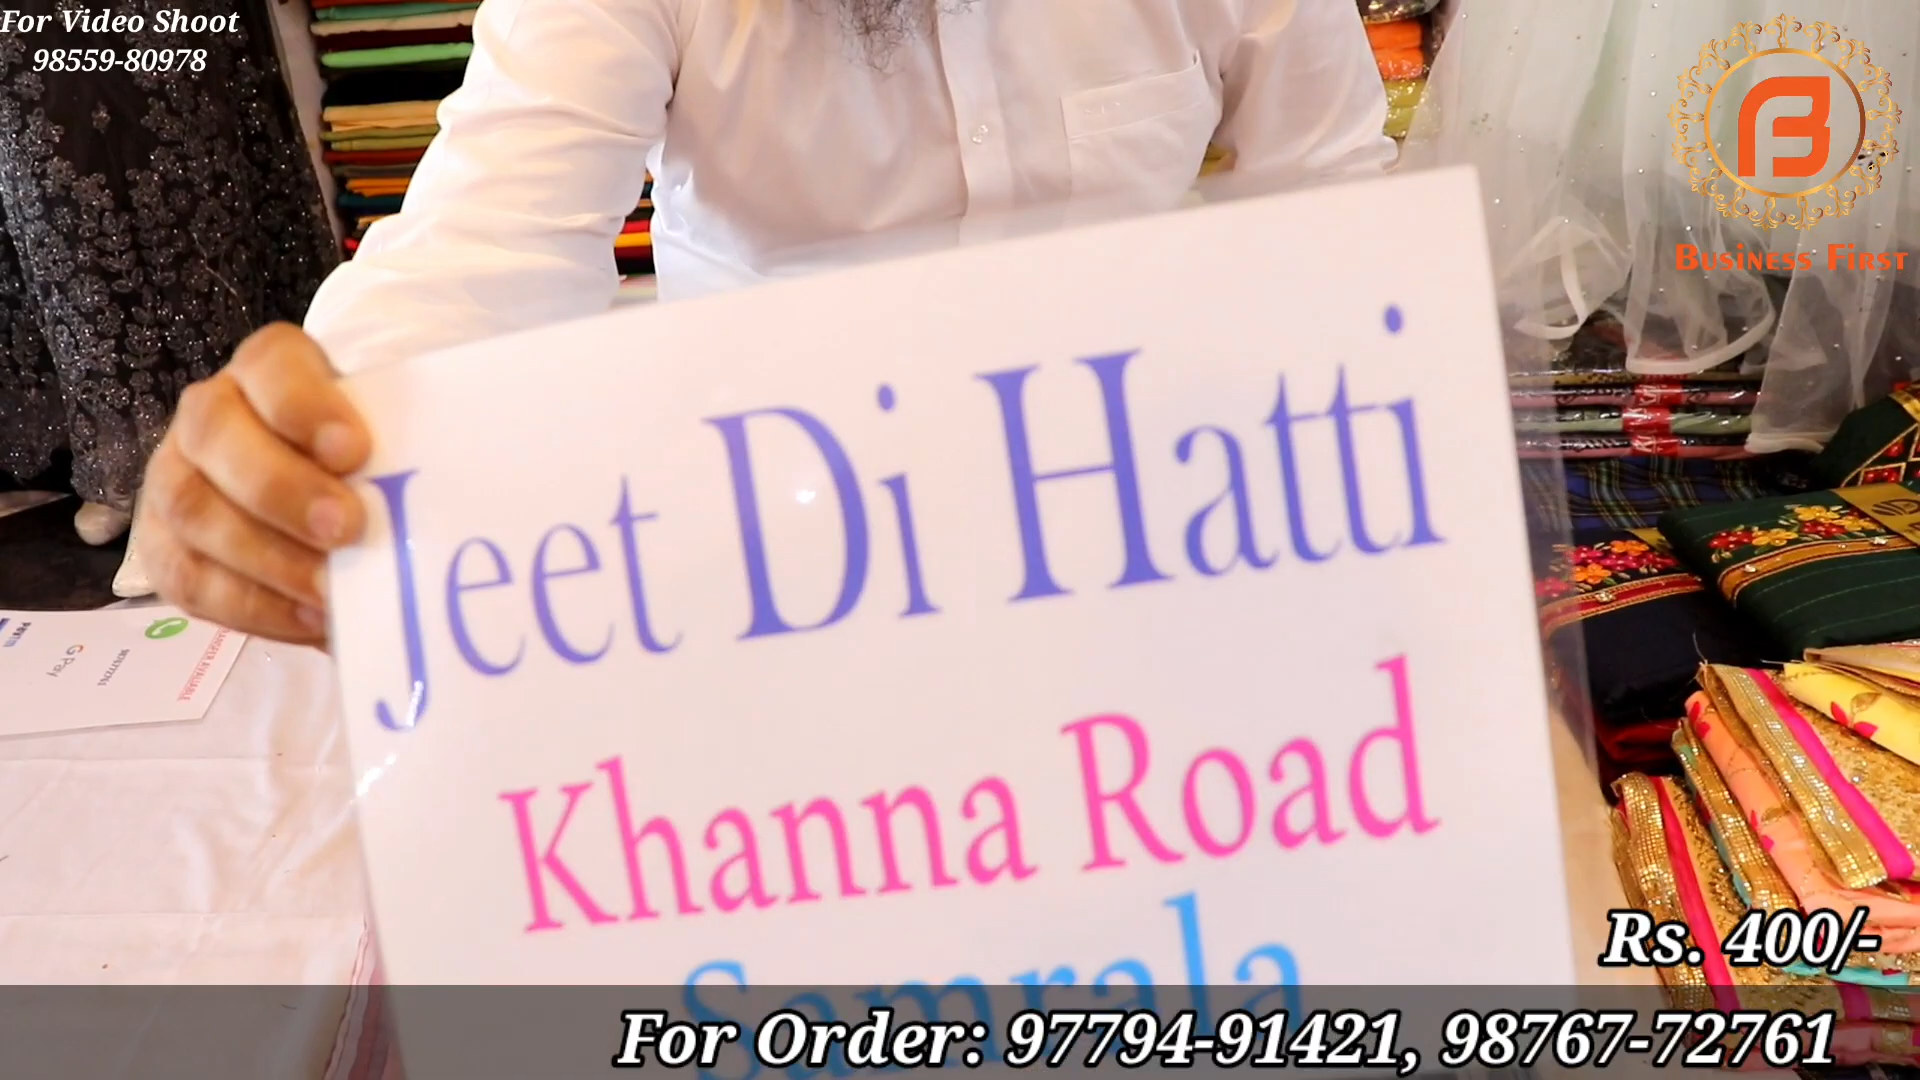 For Video Shoot
98559-80978
Business First
Jeet Di Hatti
Khanna Road
Samrala
G Pay
Rs. 400/-
For Order: 97794-91421, 98767-72761